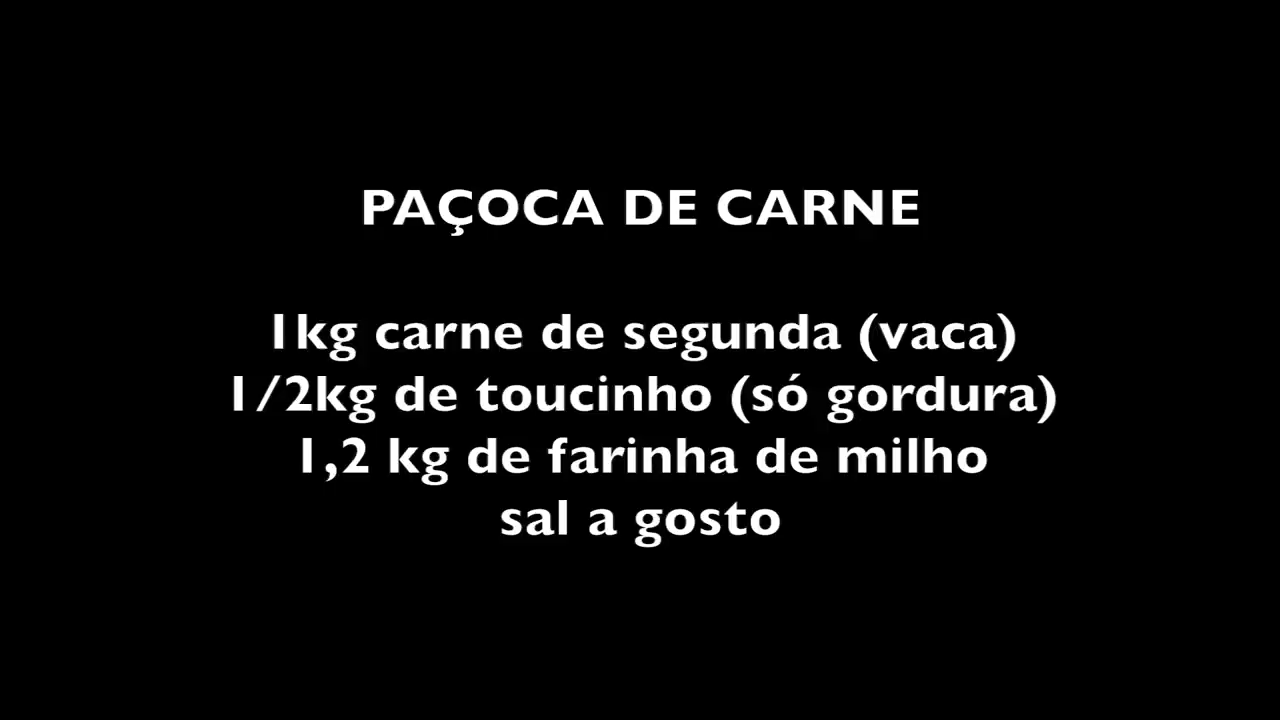 PAÇOCA DE CARNE
1kg carne de segunda (vaca)
1/2kg de toucinho (só gordura)
1,2 kg de farinha de milho
sal a gosto